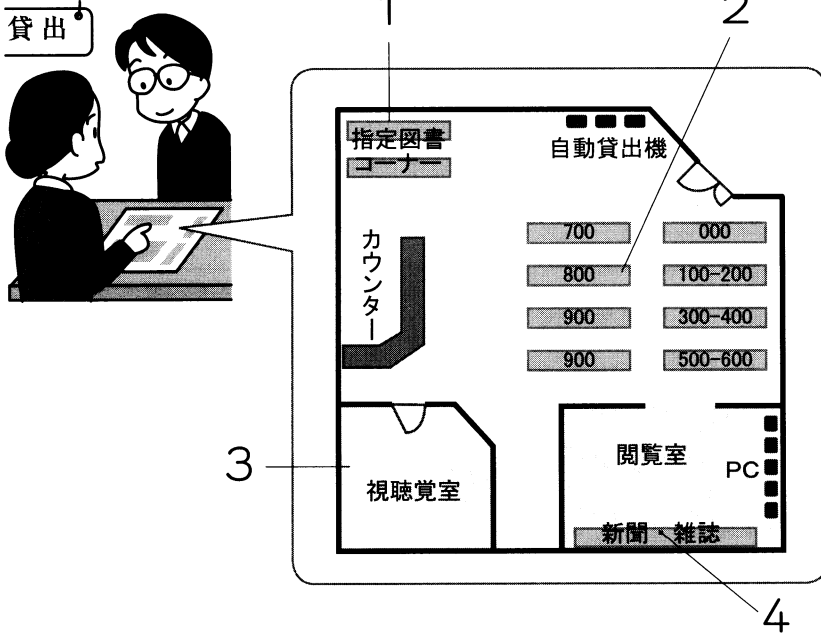 貸出
1
2
指定図書
コーナー
自動貸出機
カウンター
700
000
800
100-200
900
300-400
900
500-600
3
視聴覚室
閲覧室
PC
新聞・雑誌
4